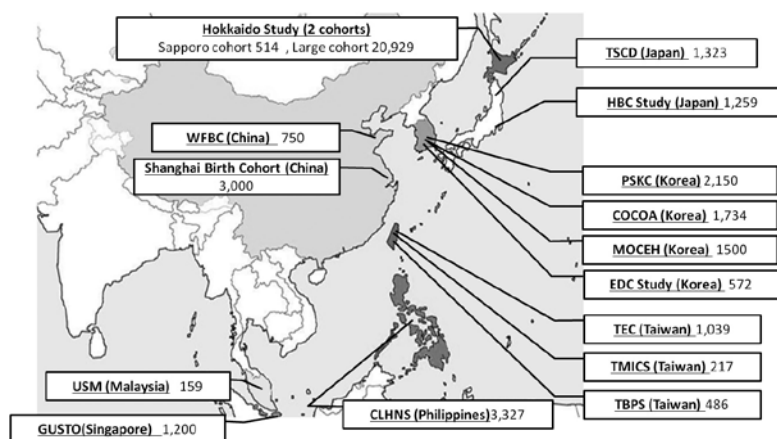 Hokkaido Study (2 cohorts)
Sapporo cohort 514 , Large cohort 20,929
TSCD (Japan) 1,323
HBC Study (Japan) 1,259
WFBC (China) 750
Shanghai Birth Cohort (China)
3,000
PSKC (Korea) 2,150
COCOA (Korea) 1,734
MOCEH (Korea) 1500
EDC Study (Korea) 572
TEC (Taiwan) 1,039
TMICS (Taiwan) 217
TBPS (Taiwan) 486
USM (Malaysia) 159
CLHNS (Philippines)3,327
GUSTO(Singapore) 1,200